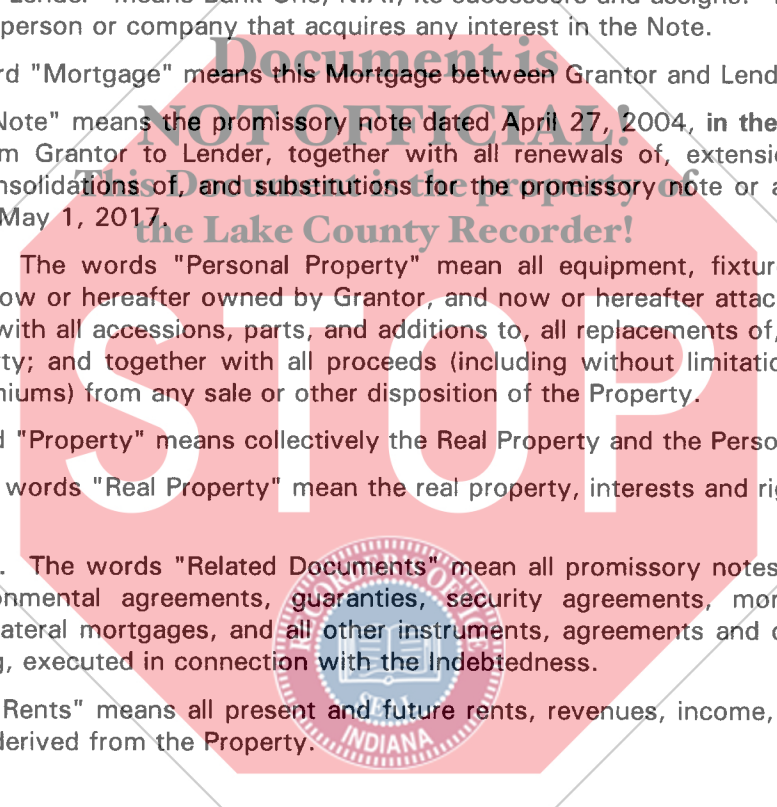 Lender" means Bank One, N.A., its successors and assigns.
person or company that acquires any interest in the Note.
Document is
rd "Mortgage" means this Mortgage between Grantor and Lend
NOT OFFICIAL!
Note" means the promissory note dated April 27, 2004, in the
m Grantor to Lender, together with all renewals of, extensi
This Document is the property of
nsolidations of, and substitutions for the promissory note or a
May 1, 2017.
the Lake County Recorder!
The words "Personal Property" mean all equipment, fixtur
ow or hereafter owned by Grantor, and now or hereafter attac
with all accessions, parts, and additions to, all replacements of,
rty; and together with all proceeds (including without limitatio
niums) from any sale or other disposition of the Property.
STOP
d "Property" means collectively the Real Property and the Perso
words "Real Property" mean the real property, interests and rig
. The words "Related Documents" mean all promissory notes
onmental agreements, guaranties, security agreements, mor
lateral mortgages, and all other instruments, agreements and d
g, executed in connection with the Indebtedness.
RECORDER'S OFFICE
SEAL
INDIANA
Rents" means all present and future rents, revenues, income,
derived from the Property.